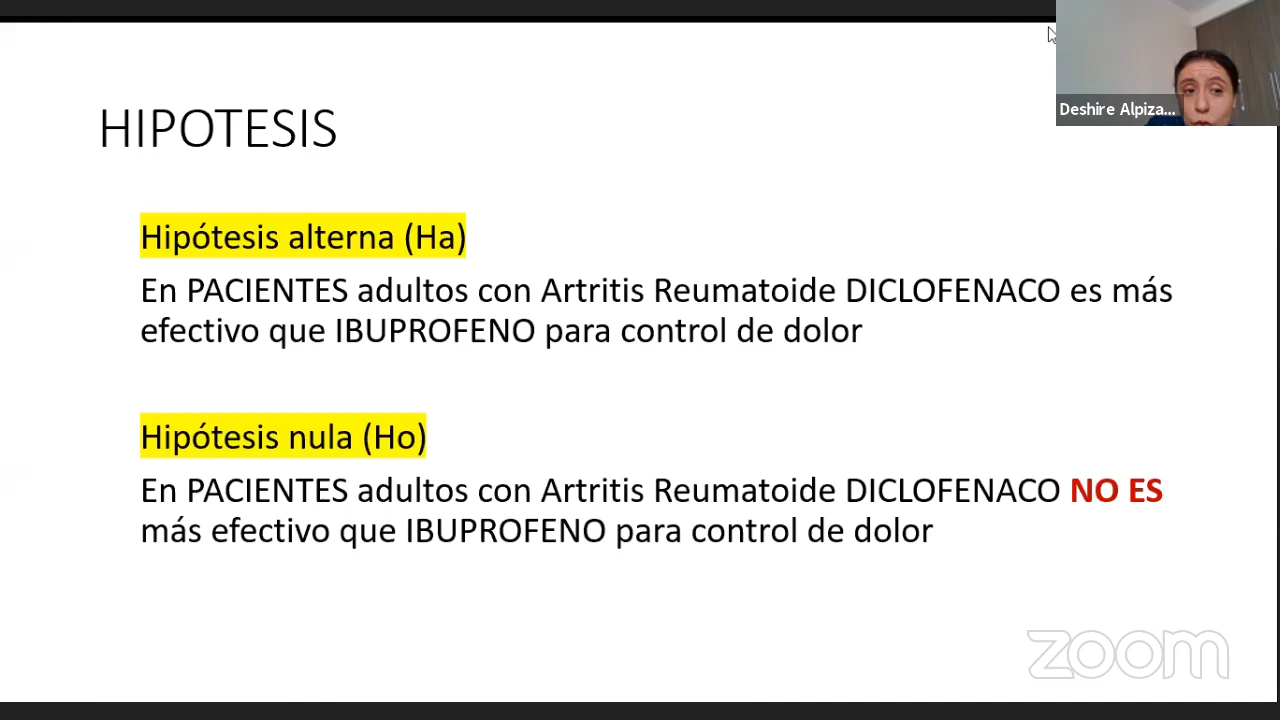 Deshire Alpiza...
HIPOTESIS
Hipótesis alterna (Ha)
En PACIENTES adultos con Artritis Reumatoide DICLOFENACO es más
efectivo que IBUPROFENO para control de dolor
Hipótesis nula (Ho)
En PACIENTES adultos con Artritis Reumatoide DICLOFENACO NO ES
más efectivo que IBUPROFENO para control de dolor
zoom